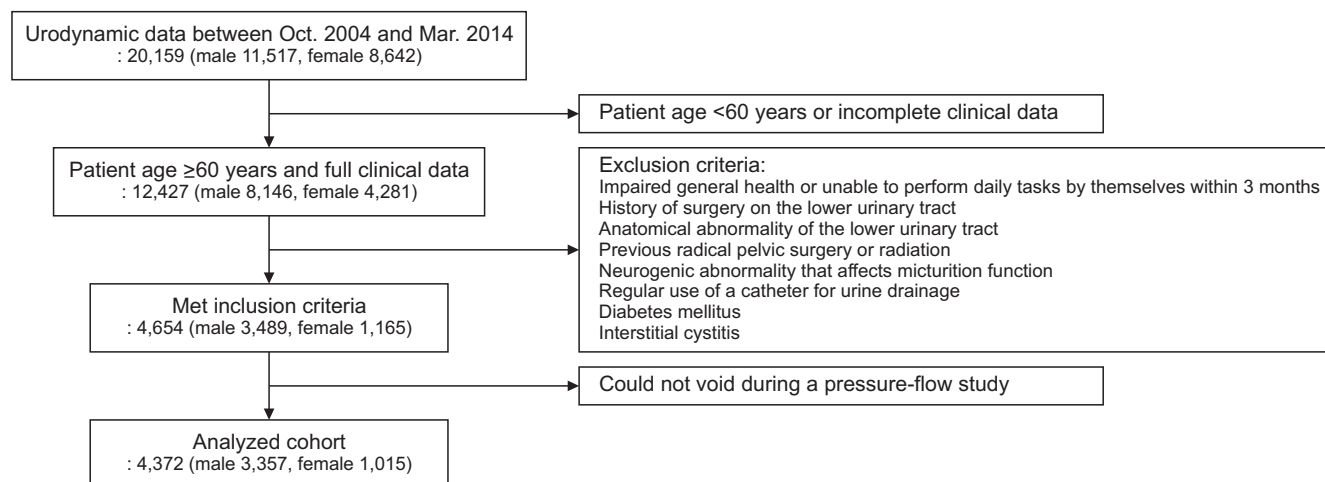 Urodynamic data between Oct. 2004 and Mar. 2014
: 20,159 (male 11,517, female 8,642)
Patient age <60 years or incomplete clinical data
Patient age ≥60 years and full clinical data
: 12,427 (male 8,146, female 4,281)
Exclusion criteria:
Impaired general health or unable to perform daily tasks by themselves within 3 months
History of surgery on the lower urinary tract
Anatomical abnormality of the lower urinary tract
Previous radical pelvic surgery or radiation
Neurogenic abnormality that affects micturition function
Regular use of a catheter for urine drainage
Diabetes mellitus
Interstitial cystitis
Met inclusion criteria
: 4,654 (male 3,489, female 1,165)
Could not void during a pressure-flow study
Analyzed cohort
: 4,372 (male 3,357, female 1,015)